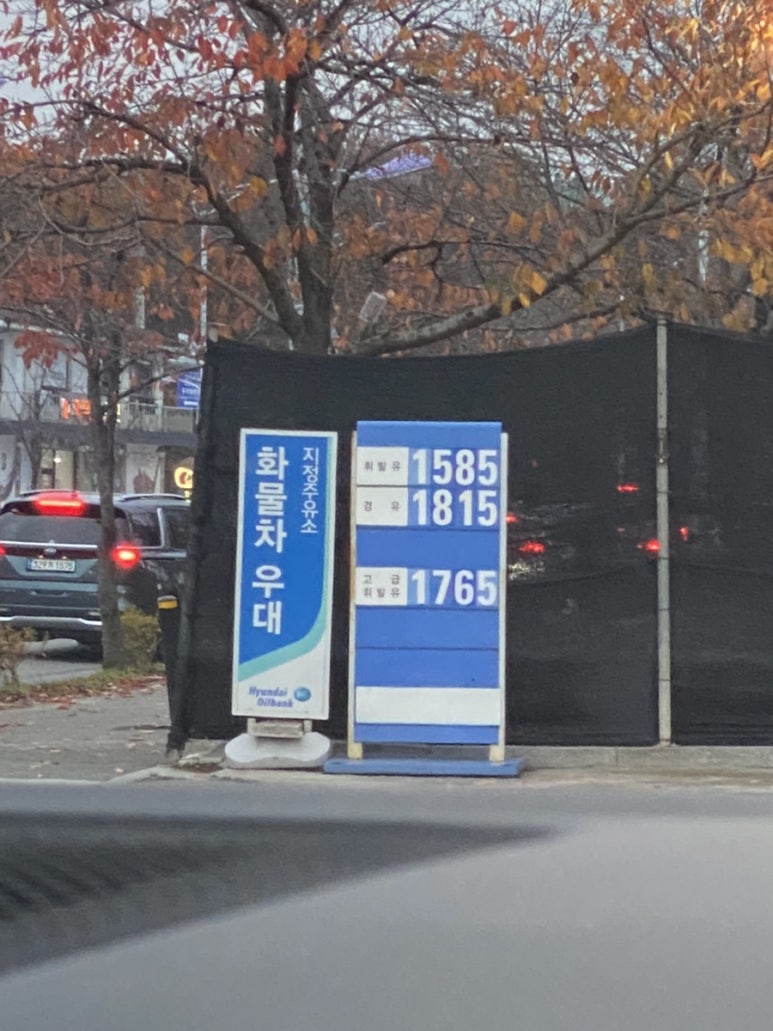 지정주유소
화물차 우대
Hyundai
Oilbank
휘발유 1585
경유 1815
고급
휘발유 1765